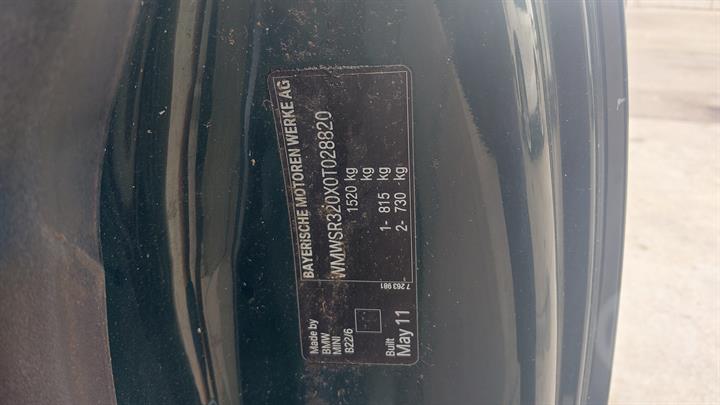 BAYERISCHE MOTOREN WERKE AG
WMWSR320X0T028820
1520 kg
kg
1- 815 kg
2- 730 kg
7 263 981
Made by
BMW
MINI
B22/6
Built
May 11